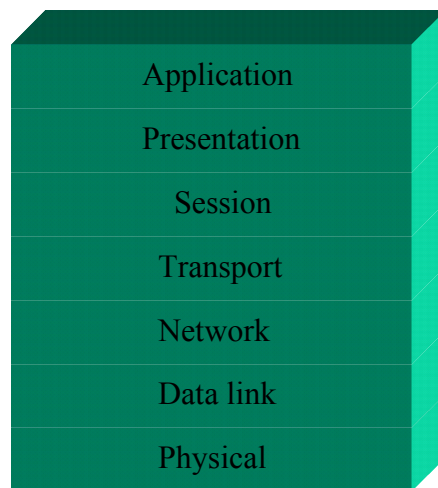 Application
Presentation
Session
Transport
Network
Data link
Physical